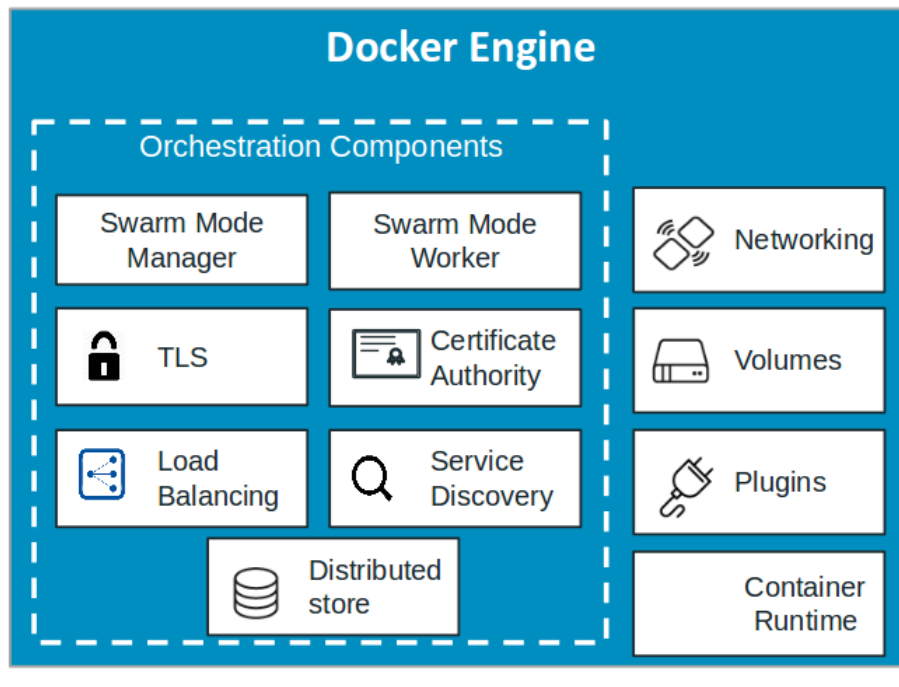 Docker Engine
Orchestration Components
Swarm Mode
Manager
Swarm Mode
Worker
TLS
Certificate
Authority
Load
Balancing
Service
Discovery
Distributed
store
Networking
Volumes
Plugins
Container
Runtime